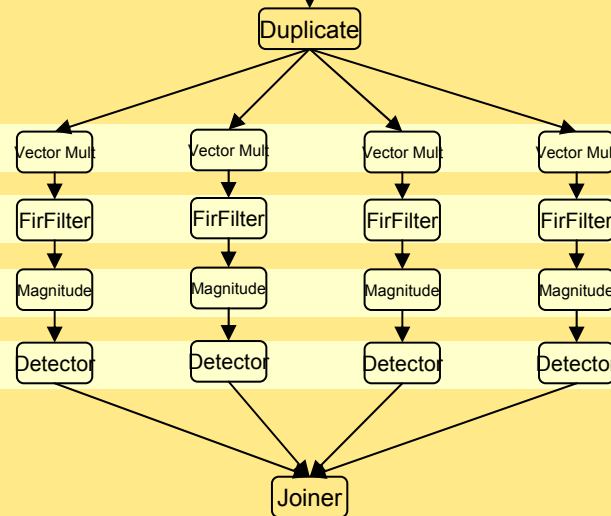 Duplicate
Vector Mult Vector Mult Vector Mult Vector Mult
FirFilter FirFilter FirFilter FirFilter
Magnitude Magnitude Magnitude Magnitude
Detector Detector Detector Detector
Joiner